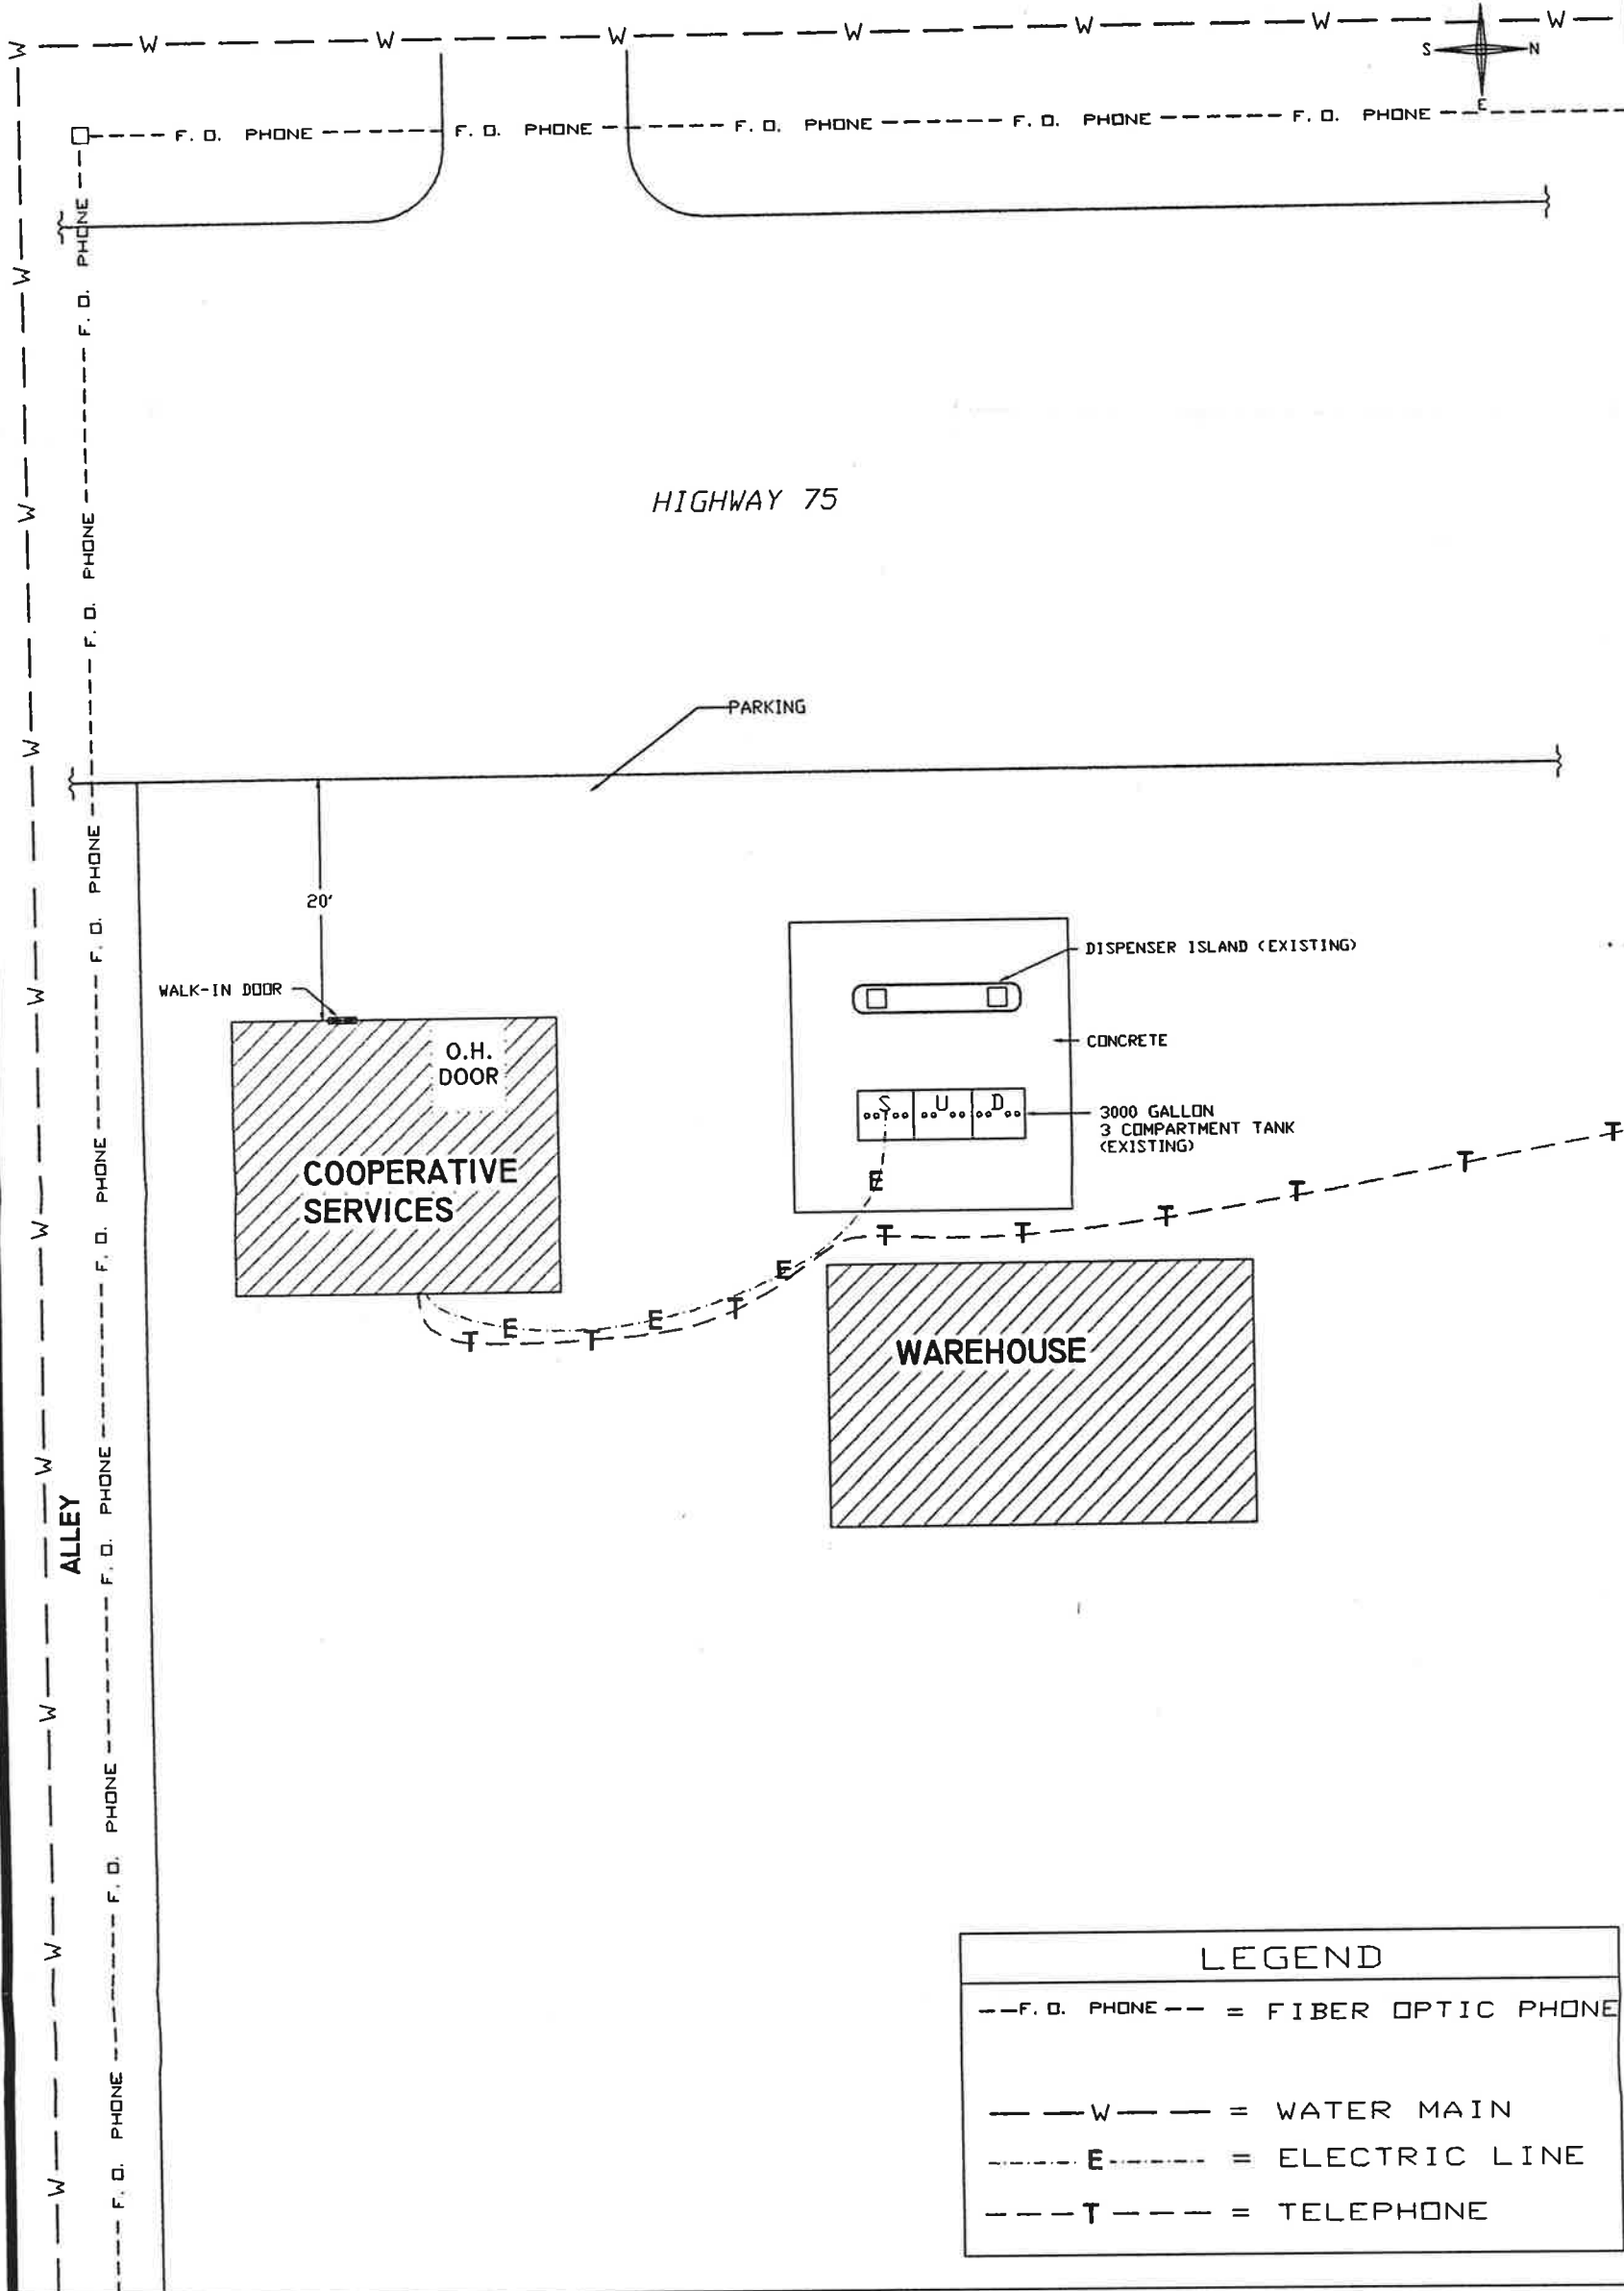 W W W W W W W W
S N
E
F.O. PHONE F.O. PHONE F.O. PHONE F.O. PHONE F.O. PHONE
W
F.O. PHONE
W
HIGHWAY 75
F.O. PHONE
PARKING
W
F.O. PHONE
20'
DISPENSER ISLAND (EXISTING)
WALK-IN DOOR
W
CONCRETE
O.H.
DOOR
S U D
3000 GALLON
3 COMPARTMENT TANK
(EXISTING)
F.O. PHONE
COOPERATIVE
SERVICES
E
T T T T T T
W
E
E E
T T T
WAREHOUSE
W
F.O. PHONE
ALLEY
W
F.O. PHONE
W
F.O. PHONE
W
LEGEND
--F.O. PHONE-- = FIBER OPTIC PHONE
— —W— — = WATER MAIN
------E------ = ELECTRIC LINE
– – –T– – – = TELEPHONE